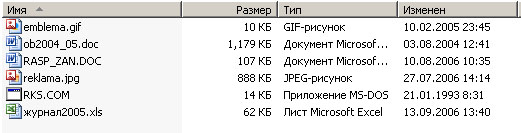 Имя Размер Тип Изменен
emblema.gif 10 КБ GIF-рисунок 10.02.2005 23:45
ob2004_05.doc 1,179 КБ Документ Microsof... 03.08.2004 12:41
RASP_ZAN.DOC 107 КБ Документ Microsof... 10.08.2006 10:35
reklama.jpg 888 КБ JPEG-рисунок 27.07.2006 14:14
RKS.COM 14 КБ Приложение MS-DOS 21.01.1993 8:31
журнал2005.xls 62 КБ Лист Microsoft Excel 13.09.2006 13:40